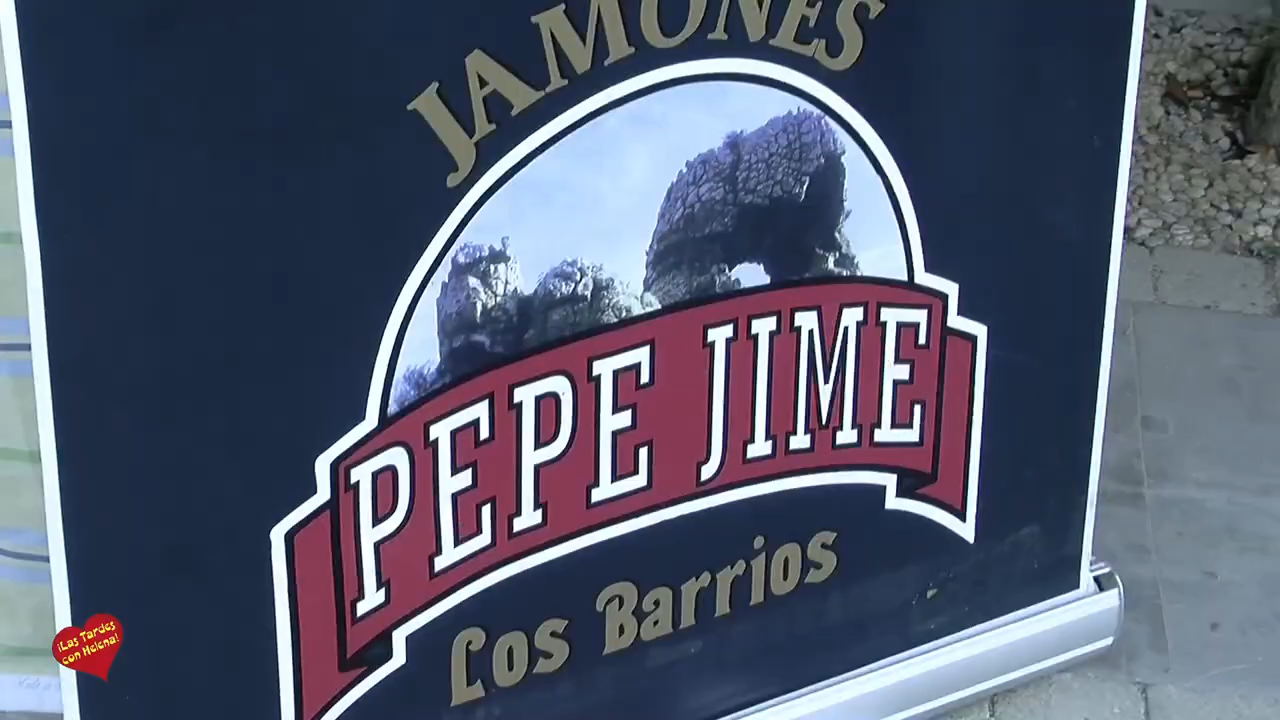 JAMONES
PEPE JIME
Los Barrios
¡Las Tardes
con Helena!